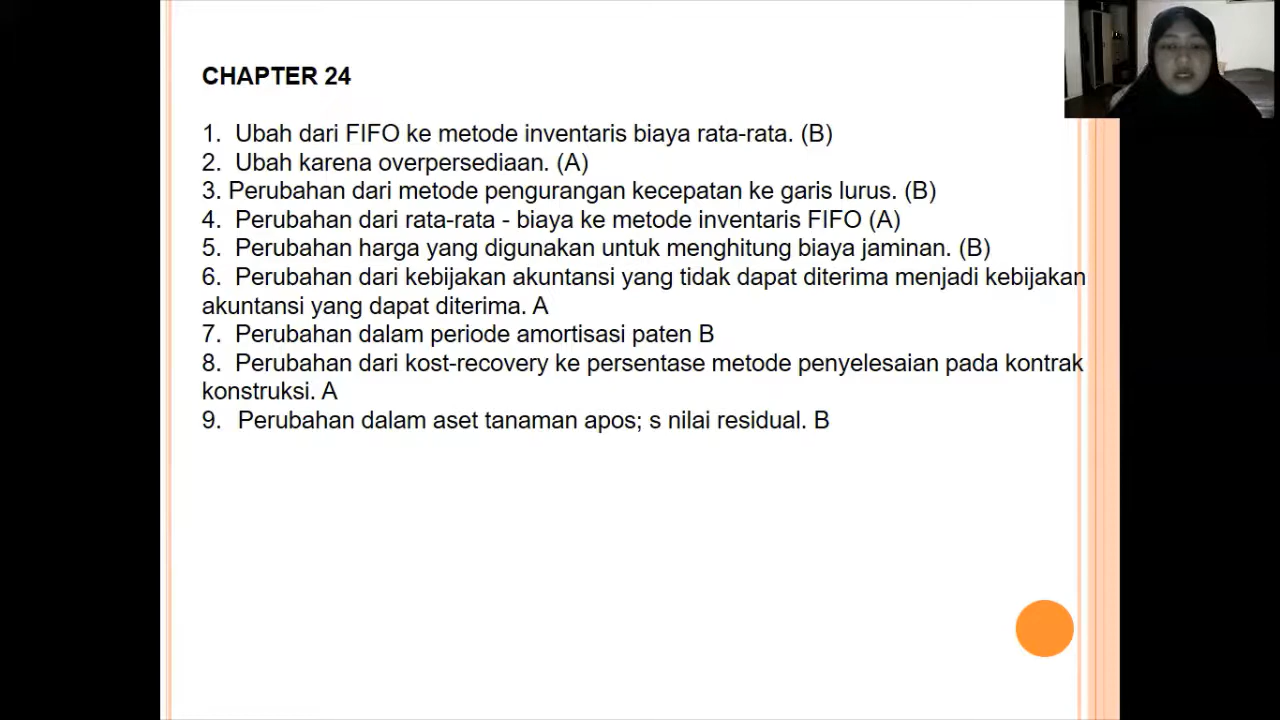 CHAPTER 24
1. Ubah dari FIFO ke metode inventaris biaya rata-rata. (B)
2. Ubah karena overpersediaan. (A)
3. Perubahan dari metode pengurangan kecepatan ke garis lurus. (B)
4. Perubahan dari rata-rata - biaya ke metode inventaris FIFO (A)
5. Perubahan harga yang digunakan untuk menghitung biaya jaminan. (B)
6. Perubahan dari kebijakan akuntansi yang tidak dapat diterima menjadi kebijakan
akuntansi yang dapat diterima. A
7. Perubahan dalam periode amortisasi paten B
8. Perubahan dari kost-recovery ke persentase metode penyelesaian pada kontrak
konstruksi. A
9. Perubahan dalam aset tanaman apos; s nilai residual. B